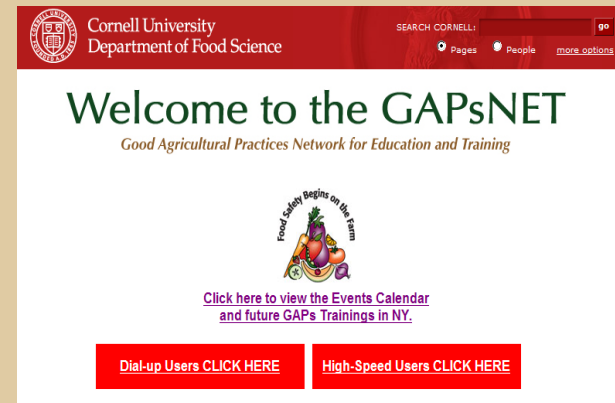 Cornell University
Department of Food Science
SEARCH CORNELL:
go
Pages People more options
Welcome to the GAPsNET
Good Agricultural Practices Network for Education and Training
Food Safety Begins on the Farm
Click here to view the Events Calendar
and future GAPs Trainings in NY.
Dial-up Users CLICK HERE
High-Speed Users CLICK HERE